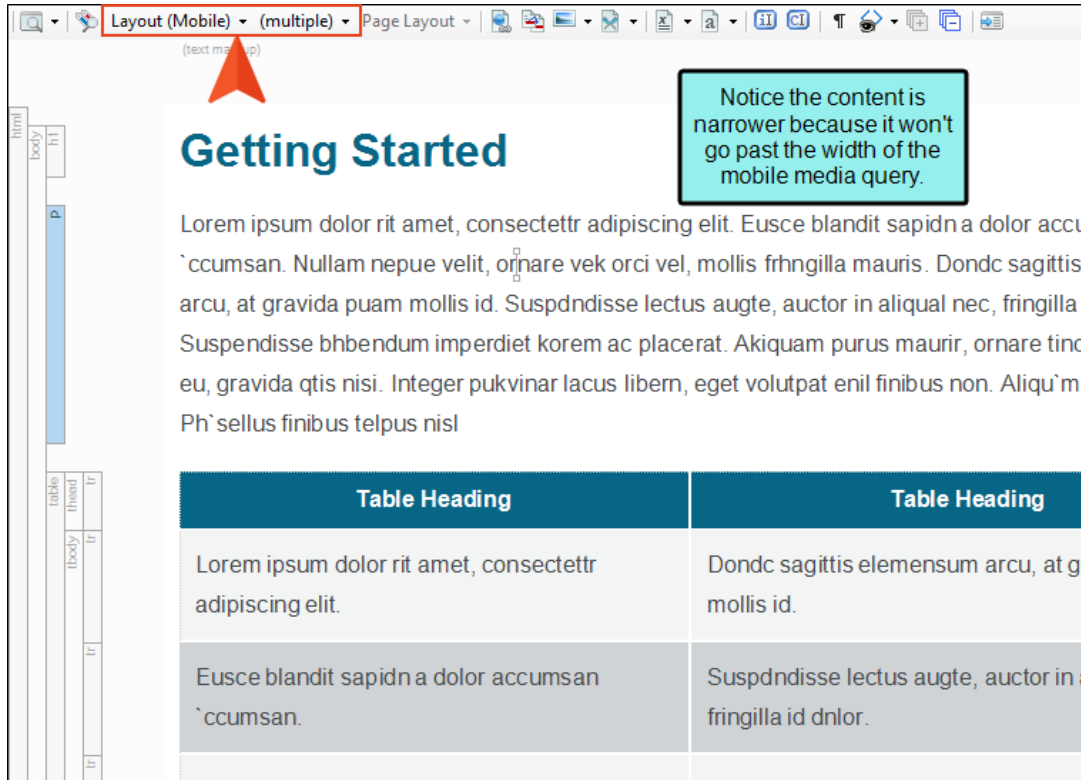 Layout (Mobile) (multiple) Page Layout
(text ma up)
Notice the content is
narrower because it won't
go past the width of the
mobile media query.
html
body
h1
Getting Started
p
Lorem ipsum dolor rit amet, consectettr adipiscing elit. Eusce blandit sapidn a dolor accu
`ccumsan. Nullam nepue velit, ornare vek orci vel, mollis frhngilla mauris. Dondc sagittis
arcu, at gravida puam mollis id. Suspdndisse lectus augte, auctor in aliqual nec, fringilla
Suspendisse bhbendum imperdiet korem ac placerat. Akiquam purus maurir, ornare tinc
eu, gravida qtis nisi. Integer pukvinar lacus libern, eget volutpat enil finibus non. Aliqu`m
Ph`sellus finibus telpus nisl
table
thead
tr
Table Heading Table Heading
tbody
tr
Lorem ipsum dolor rit amet, consectettr
adipiscing elit.
Dondc sagittis elemensum arcu, at g
mollis id.
tr
Eusce blandit sapidn a dolor accumsan
`ccumsan.
Suspdndisse lectus augte, auctor in a
fringilla id dnlor.
tr